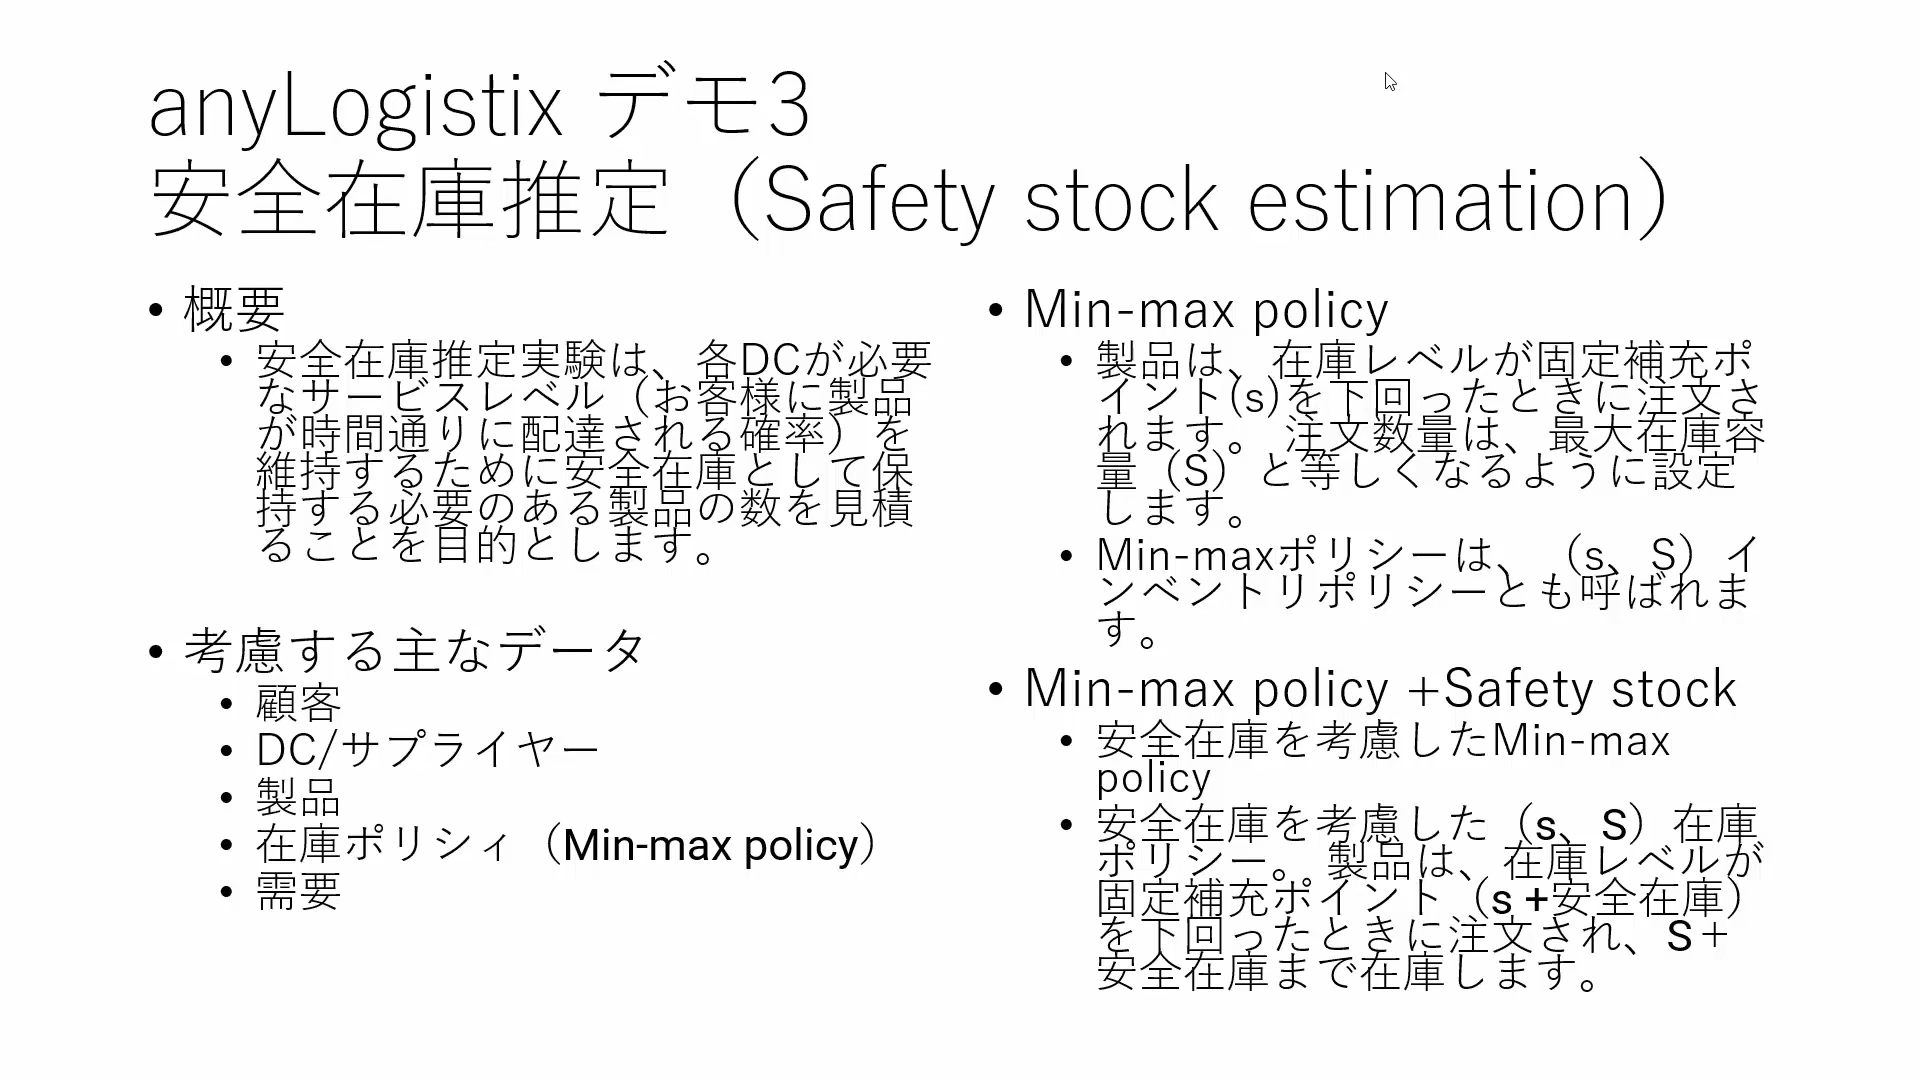 anyLogistix デモ3
安全在庫推定（Safety stock estimation）
• 概要
• 安全在庫推定実験は、各DCが必要
なサービスレベル（お客様に製品
が時間通りに配達される確率）を
維持するために安全在庫として保
持する必要のある製品の数を見積
ることを目的とします。
• 考慮する主なデータ
• 顧客
• DC/サプライヤー
• 製品
• 在庫ポリシィ（Min-max policy）
• 需要
• Min-max policy
• 製品は、在庫レベルが固定補充ポ
イント(s)を下回ったときに注文さ
れます。 注文数量は、最大在庫容
量（S）と等しくなるように設定
します。
• Min-maxポリシーは、（s、S）イ
ンベントリポリシーとも呼ばれま
す。
• Min-max policy +Safety stock
• 安全在庫を考慮したMin-max
policy
• 安全在庫を考慮した（s、S）在庫
ポリシー。 製品は、在庫レベルが
固定補充ポイント（s +安全在庫）
を下回ったときに注文され、S＋
安全在庫まで在庫します。